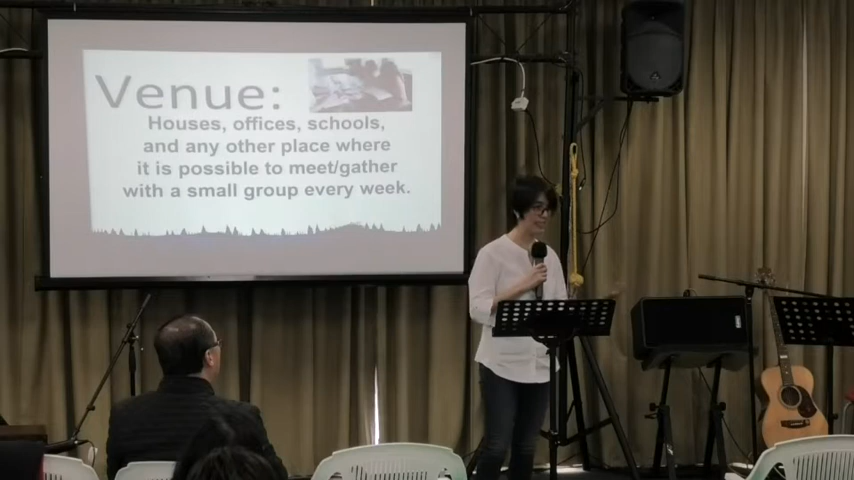 Venue:
Houses, offices, schools,
and any other place where
it is possible to meet/gather
with a small group every week.